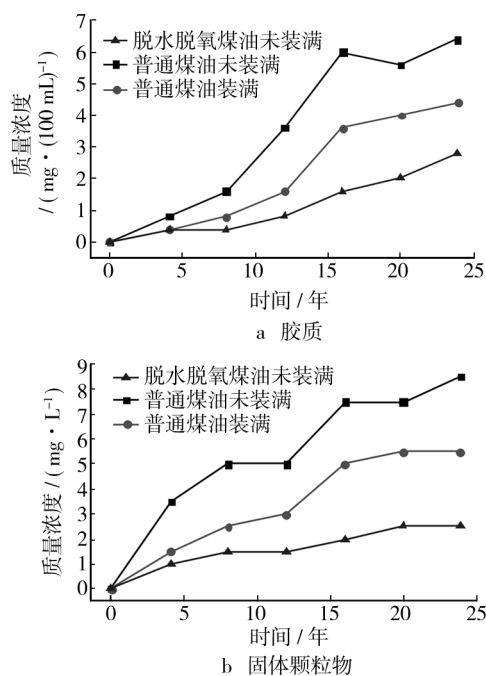 7
6
5
4
3
2
1
0
质量浓度
/(mg·(100 mL)⁻¹)
脱水脱氧煤油未装满
普通煤油未装满
普通煤油装满
0 5 10 15 20 25
时间/年
a 胶质
9
8
7
6
5
4
3
2
1
0
质量浓度/(mg·L⁻¹)
脱水脱氧煤油未装满
普通煤油未装满
普通煤油装满
0 5 10 15 20 25
时间/年
b 固体颗粒物